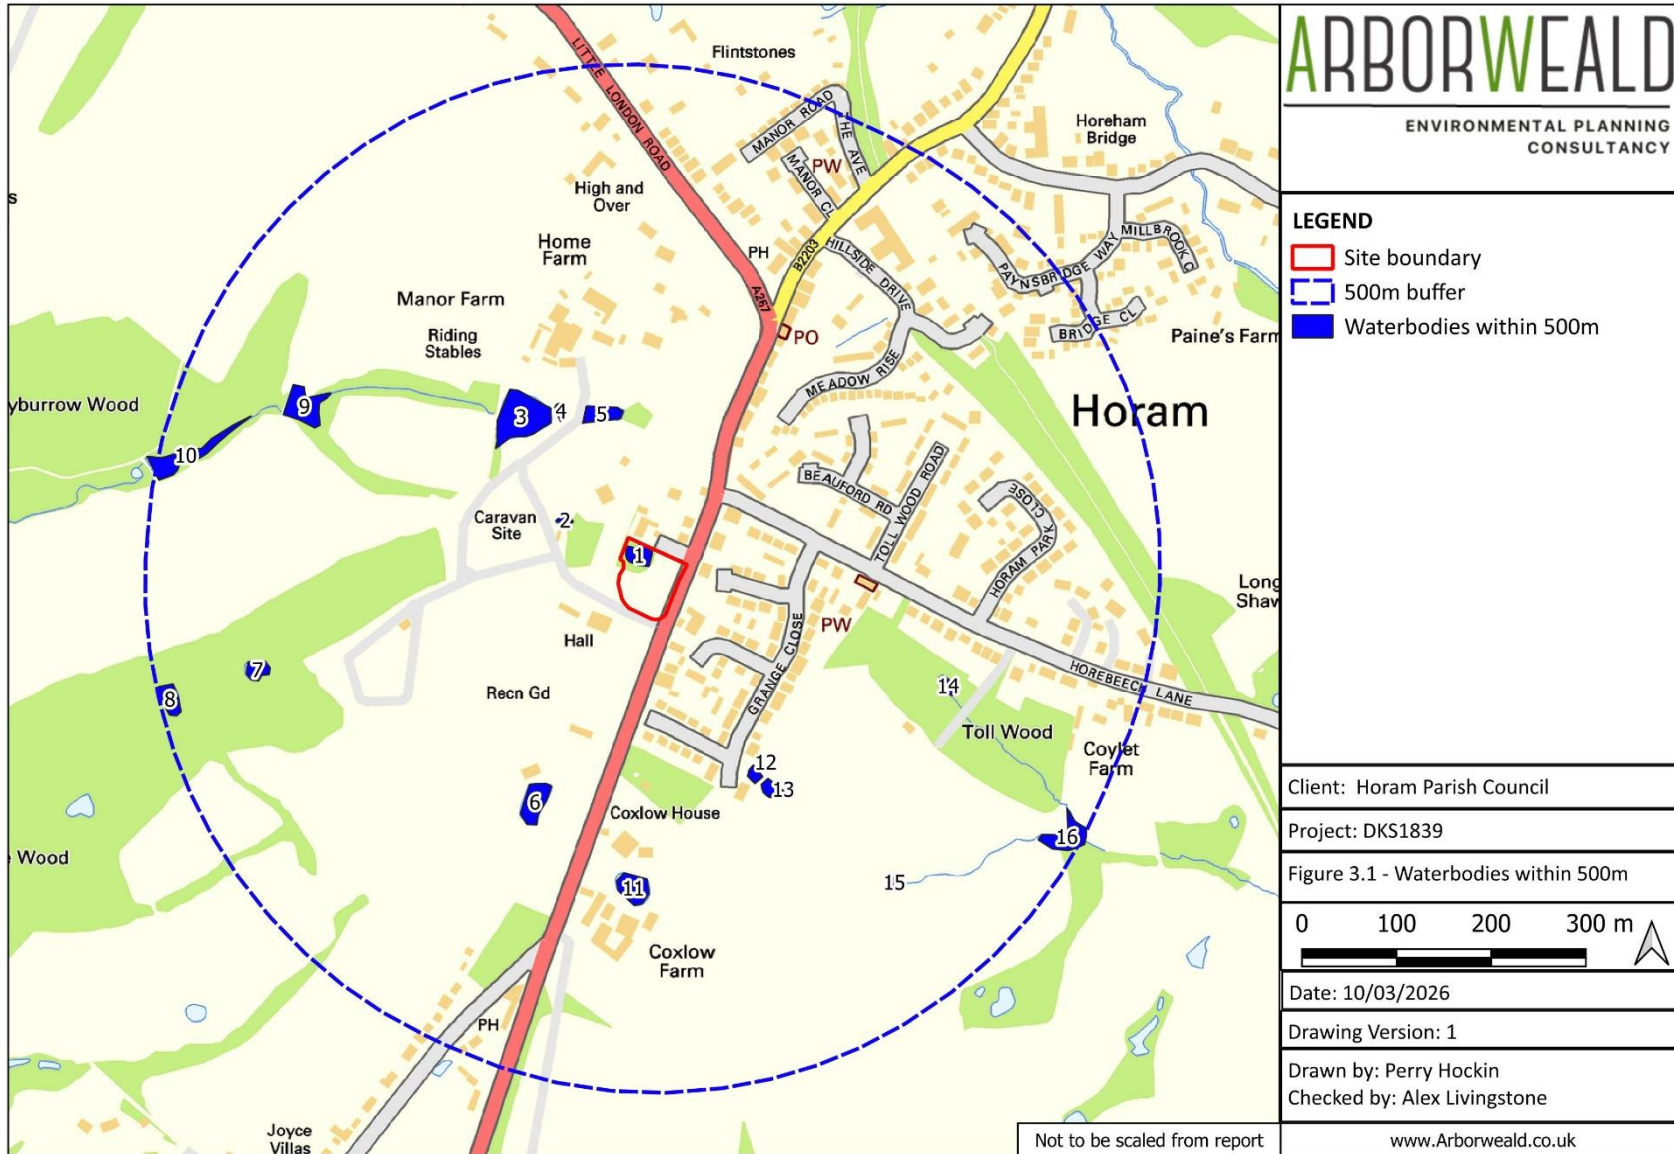 Flintstones
LITTLE LONDON ROAD
MANOR ROAD
THE AVE
MANOR CL
PW
Horeham
Bridge
High and
Over
Home
Farm
PH
B2203
HILLSIDE DRIVE
A267
PAYNSBRIDGE WAY
MILLBROOK C
BRIDGE CL
Paine's Farm
Manor Farm
Riding
Stables
PO
MEADOW RISE
Horam
yburrow Wood
s
9
3
4
5
10
BEAUFORD RD
TOLL WOOD ROAD
HORAM PARK CLOSE
Caravan
Site
2
1
Long
Shaw
Hall
PW
GRANGE CLOSE
HOREBEECH LANE
7
8
Recn Gd
14
Toll Wood
Coylet
Farm
12
13
6
Coxlow House
16
e Wood
11
15
Coxlow
Farm
PH
Joyce
Villas
Not to be scaled from report
ARBORWEALD
ENVIRONMENTAL PLANNING
CONSULTANCY
LEGEND
Site boundary
500m buffer
Waterbodies within 500m
Client: Horam Parish Council
Project: DKS1839
Figure 3.1 - Waterbodies within 500m
0 100 200 300 m
Date: 10/03/2026
Drawing Version: 1
Drawn by: Perry Hockin
Checked by: Alex Livingstone
www.Arborweald.co.uk